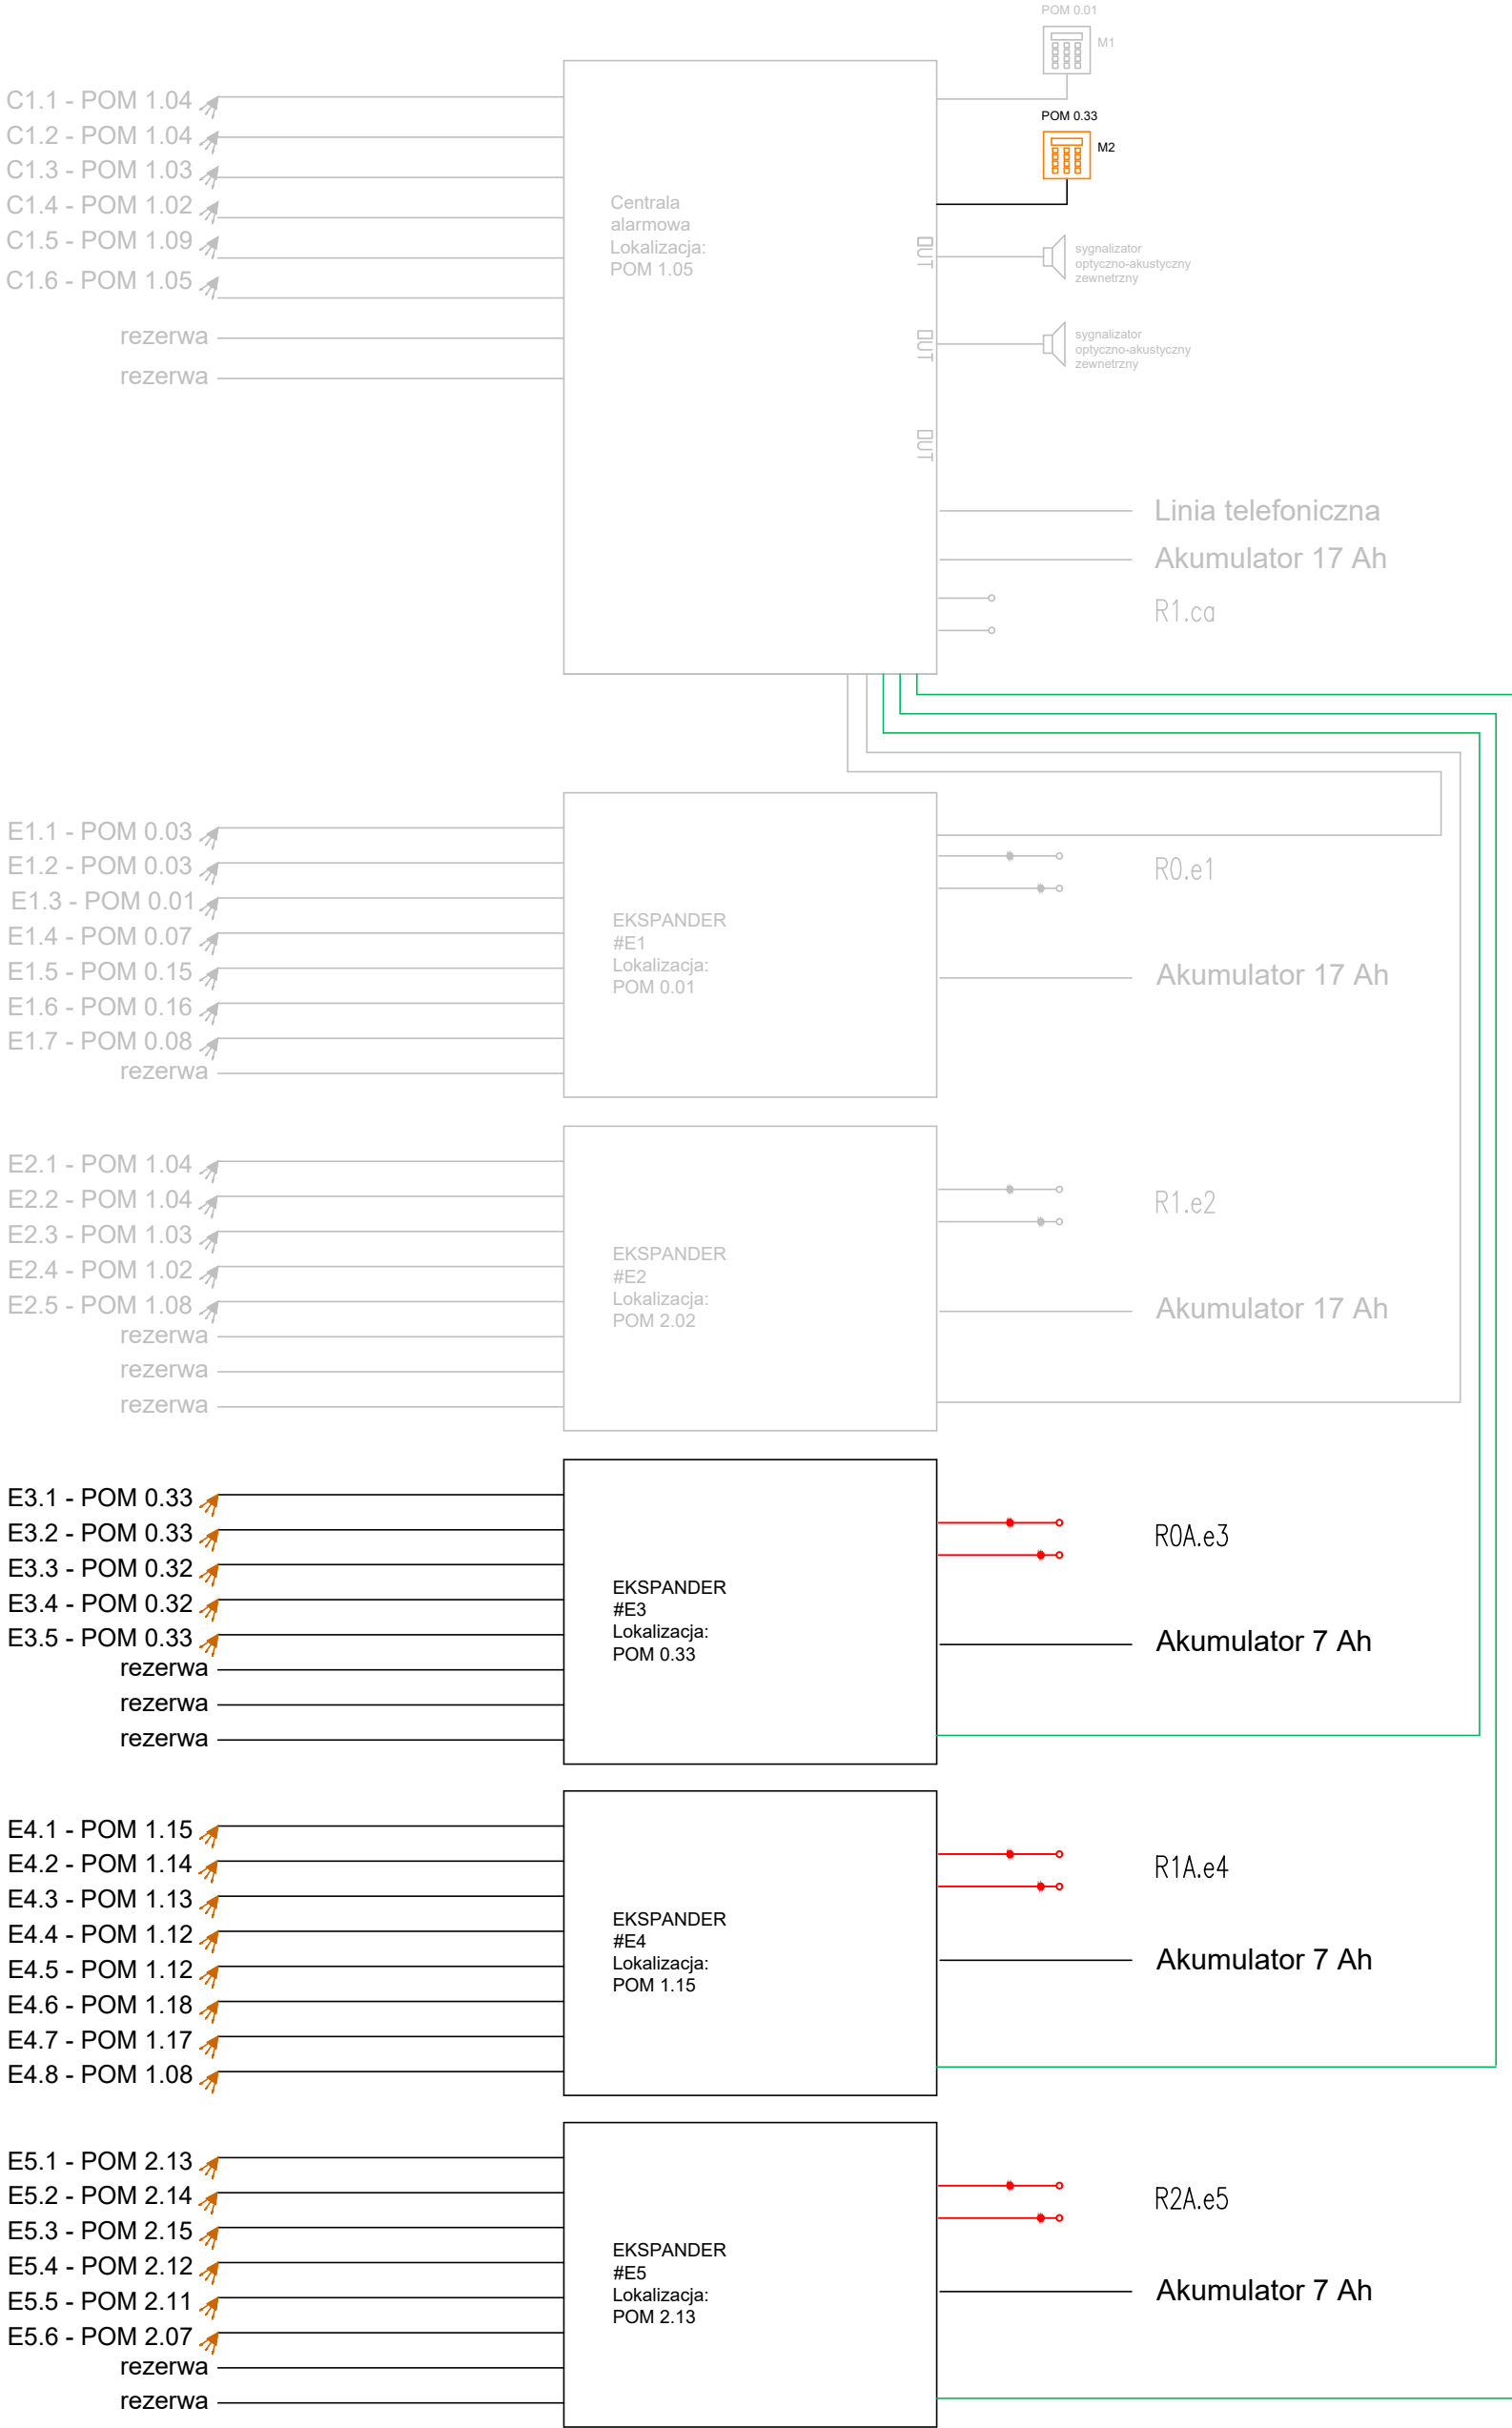 POM 0.01
M1
POM 0.33
M2
C1.1 - POM 1.04
C1.2 - POM 1.04
C1.3 - POM 1.03
C1.4 - POM 1.02
C1.5 - POM 1.09
C1.6 - POM 1.05
rezerwa
rezerwa
Centrala
alarmowa
Lokalizacja:
POM 1.05
OUT
sygnalizator
optyczno-akustyczny
zewnetrzny
OUT
sygnalizator
optyczno-akustyczny
zewnetrzny
OUT
Linia telefoniczna
Akumulator 17 Ah
R1.ca
E1.1 - POM 0.03
E1.2 - POM 0.03
E1.3 - POM 0.01
E1.4 - POM 0.07
E1.5 - POM 0.15
E1.6 - POM 0.16
E1.7 - POM 0.08
rezerwa
EKSPANDER
#E1
Lokalizacja:
POM 0.01
R0.e1
Akumulator 17 Ah
E2.1 - POM 1.04
E2.2 - POM 1.04
E2.3 - POM 1.03
E2.4 - POM 1.02
E2.5 - POM 1.08
rezerwa
rezerwa
rezerwa
EKSPANDER
#E2
Lokalizacja:
POM 2.02
R1.e2
Akumulator 17 Ah
E3.1 - POM 0.33
E3.2 - POM 0.33
E3.3 - POM 0.32
E3.4 - POM 0.32
E3.5 - POM 0.33
rezerwa
rezerwa
rezerwa
EKSPANDER
#E3
Lokalizacja:
POM 0.33
R0A.e3
Akumulator 7 Ah
E4.1 - POM 1.15
E4.2 - POM 1.14
E4.3 - POM 1.13
E4.4 - POM 1.12
E4.5 - POM 1.12
E4.6 - POM 1.18
E4.7 - POM 1.17
E4.8 - POM 1.08
EKSPANDER
#E4
Lokalizacja:
POM 1.15
R1A.e4
Akumulator 7 Ah
E5.1 - POM 2.13
E5.2 - POM 2.14
E5.3 - POM 2.15
E5.4 - POM 2.12
E5.5 - POM 2.11
E5.6 - POM 2.07
rezerwa
rezerwa
EKSPANDER
#E5
Lokalizacja:
POM 2.13
R2A.e5
Akumulator 7 Ah